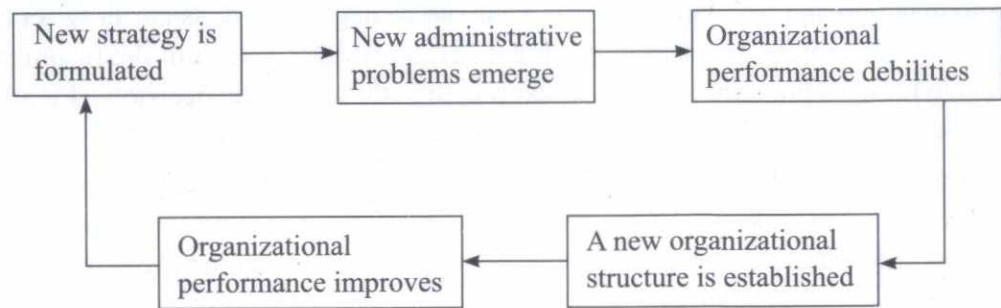 New strategy is
formulated
New administrative
problems emerge
Organizational
performance debilities
A new organizational
structure is established
Organizational
performance improves